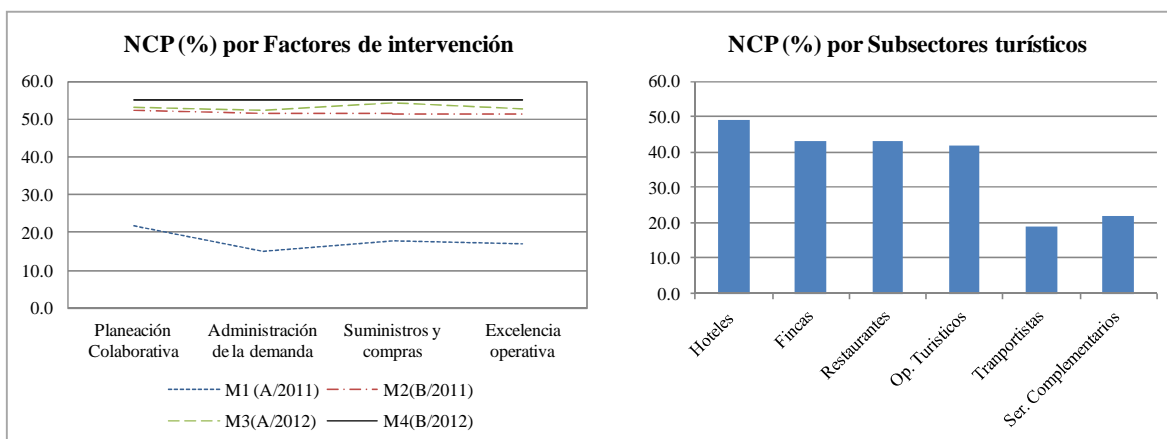 NCP (%) por Factores de intervención
60.0
50.0
40.0
30.0
20.0
10.0
0.0
Planeación
Colaborativa
Administración
de la demanda
Suministros y
compras
Excelencia
operativa
M1 (A/2011)
M2(B/2011)
M3(A/2012)
M4(B/2012)
NCP (%) por Subsectores turísticos
60.0
50.0
40.0
30.0
20.0
10.0
0.0
Hoteles
Fincas
Restaurantes
Op. Turisticos
Tranportistas
Ser. Complementarios